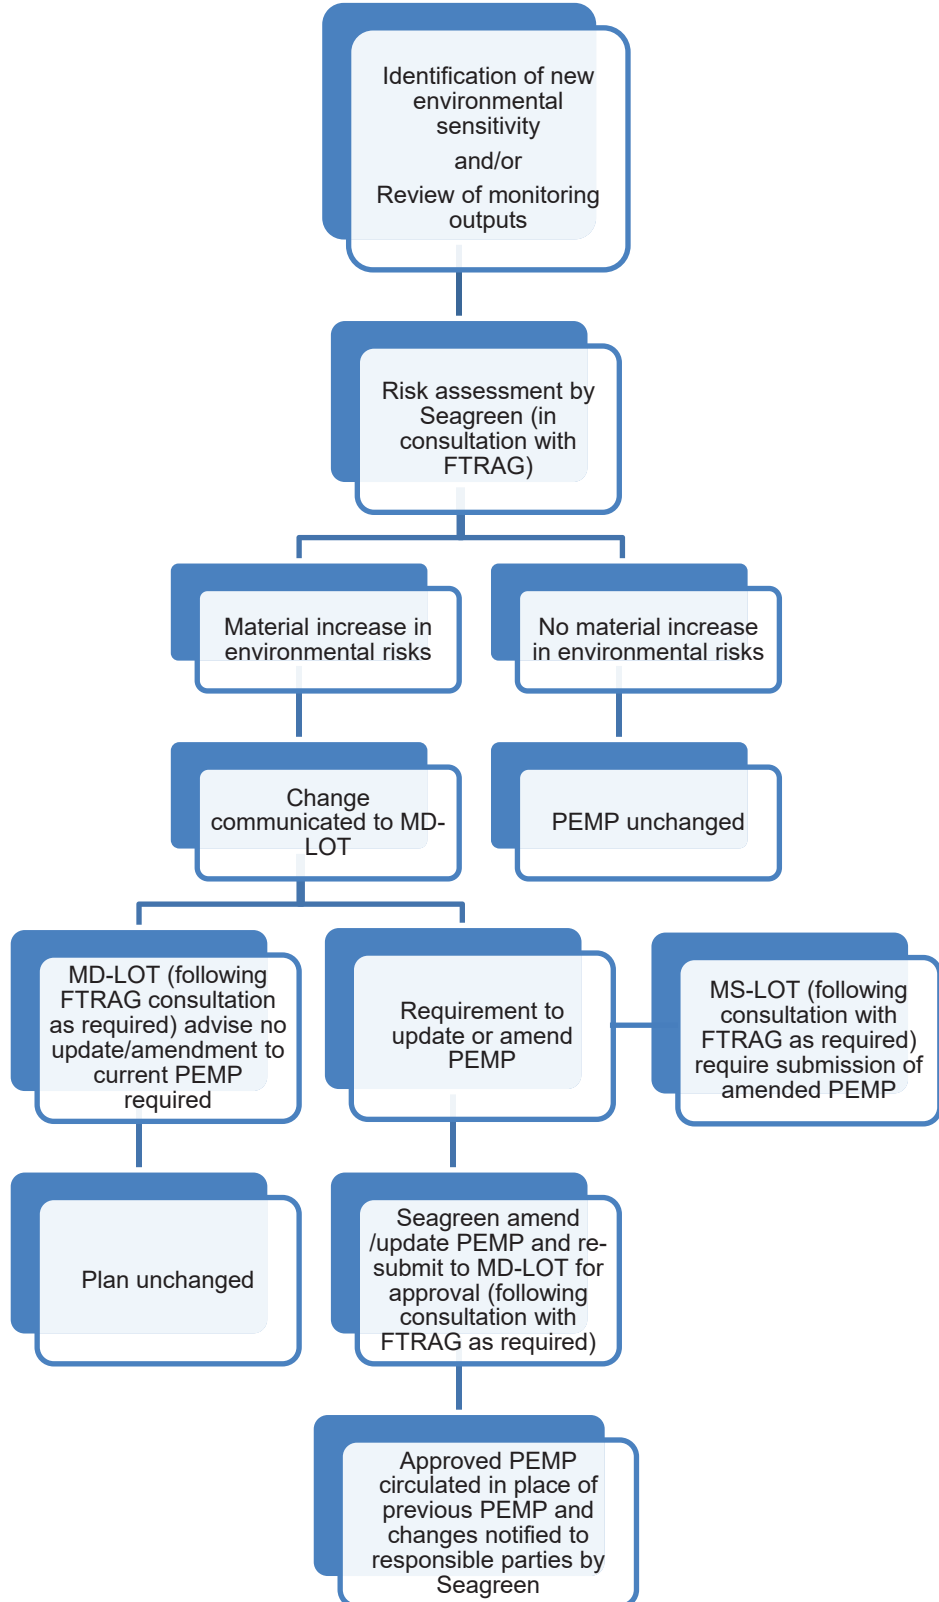 Identification of new
environmental
sensitivity
and/or
Review of monitoring
outputs
Risk assessment by
Seagreen (in
consultation with
FTRAG)
Material increase in
environmental risks
No material increase
in environmental risks
Change
communicated to MD-
LOT
PEMP unchanged
MD-LOT (following
FTRAG consultation
as required) advise no
update/amendment to
current PEMP
required
Requirement to
update or amend
PEMP
MS-LOT (following
consultation with
FTRAG as required)
require submission of
amended PEMP
Plan unchanged
Seagreen amend
/update PEMP and re-
submit to MD-LOT for
approval (following
consultation with
FTRAG as required)
Approved PEMP
circulated in place of
previous PEMP and
changes notified to
responsible parties by
Seagreen